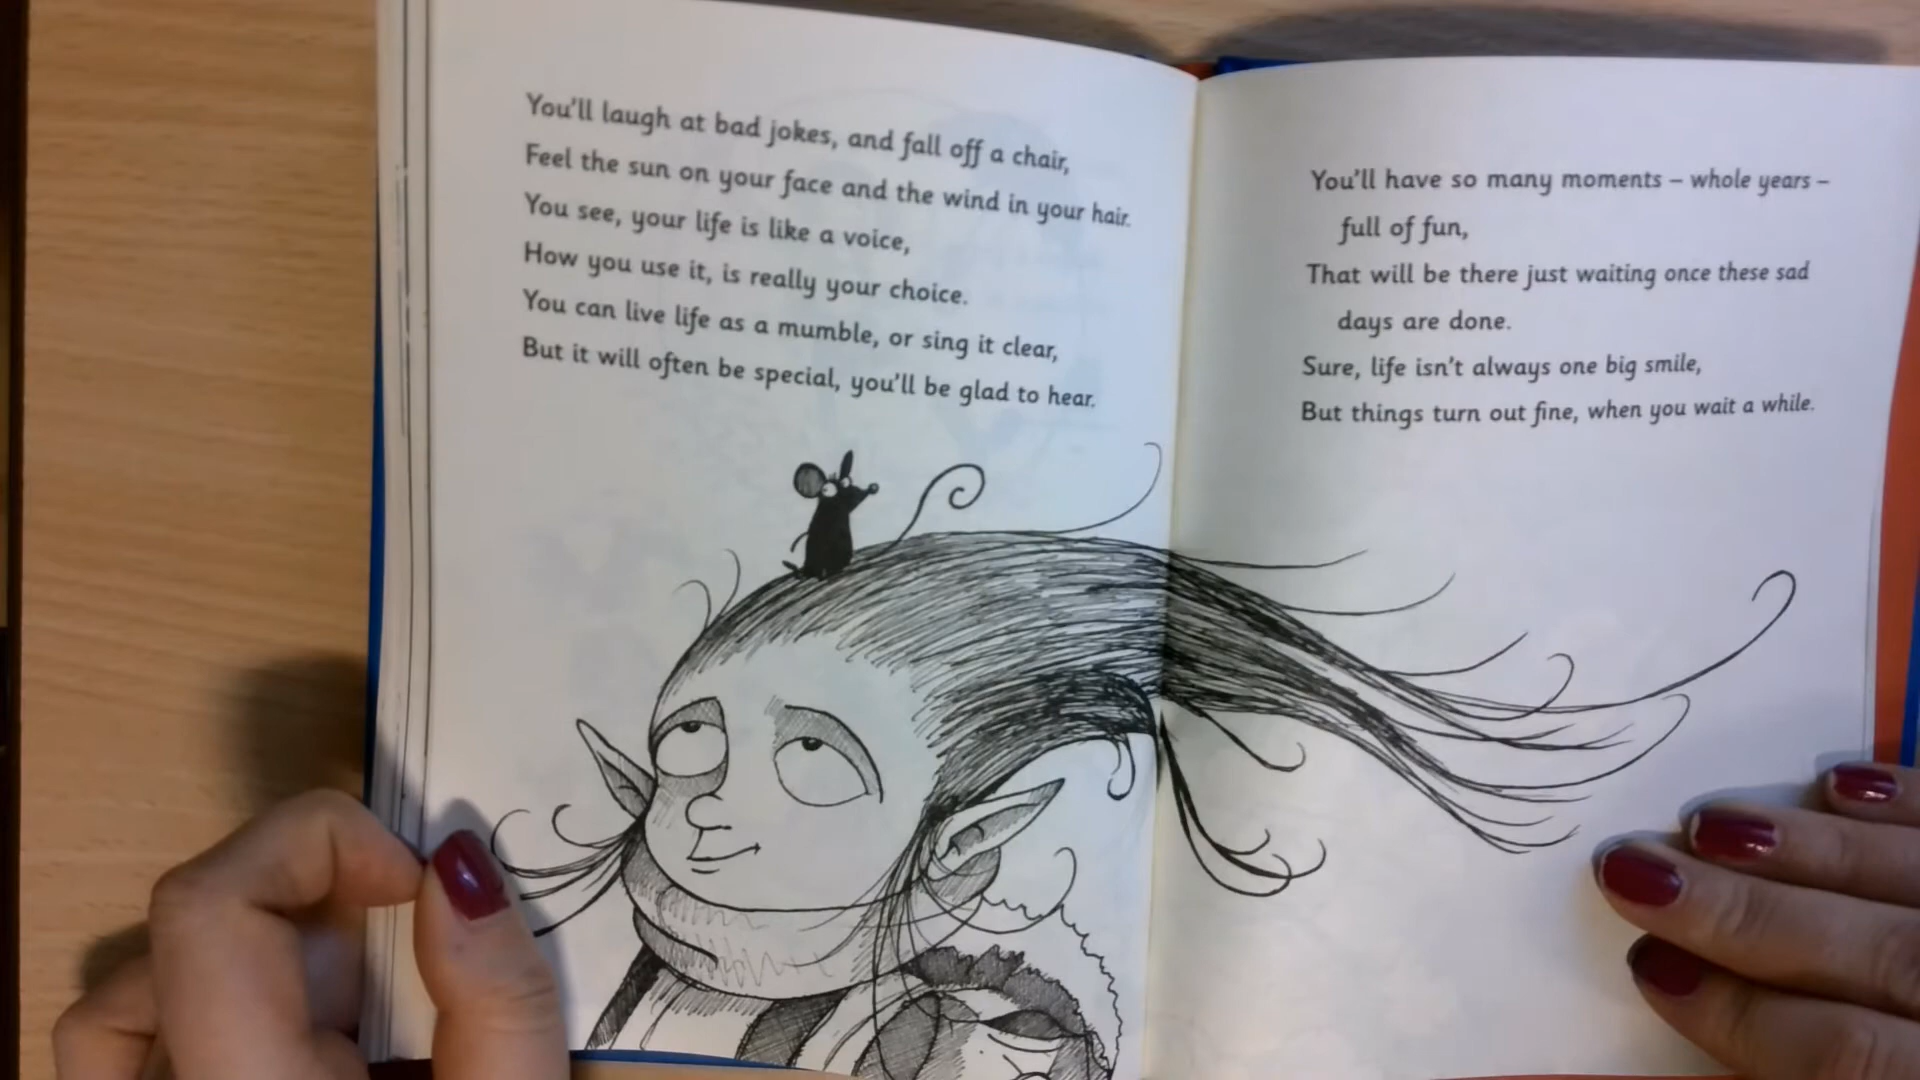 You'll laugh at bad jokes, and fall off a chair,
Feel the sun on your face and the wind in your hair.
You see, your life is like a voice,
How you use it, is really your choice.
You can live life as a mumble, or sing it clear,
But it will often be special, you'll be glad to hear.
You'll have so many moments – whole years –
full of fun,
That will be there just waiting once these sad
days are done.
Sure, life isn't always one big smile,
But things turn out fine, when you wait a while.